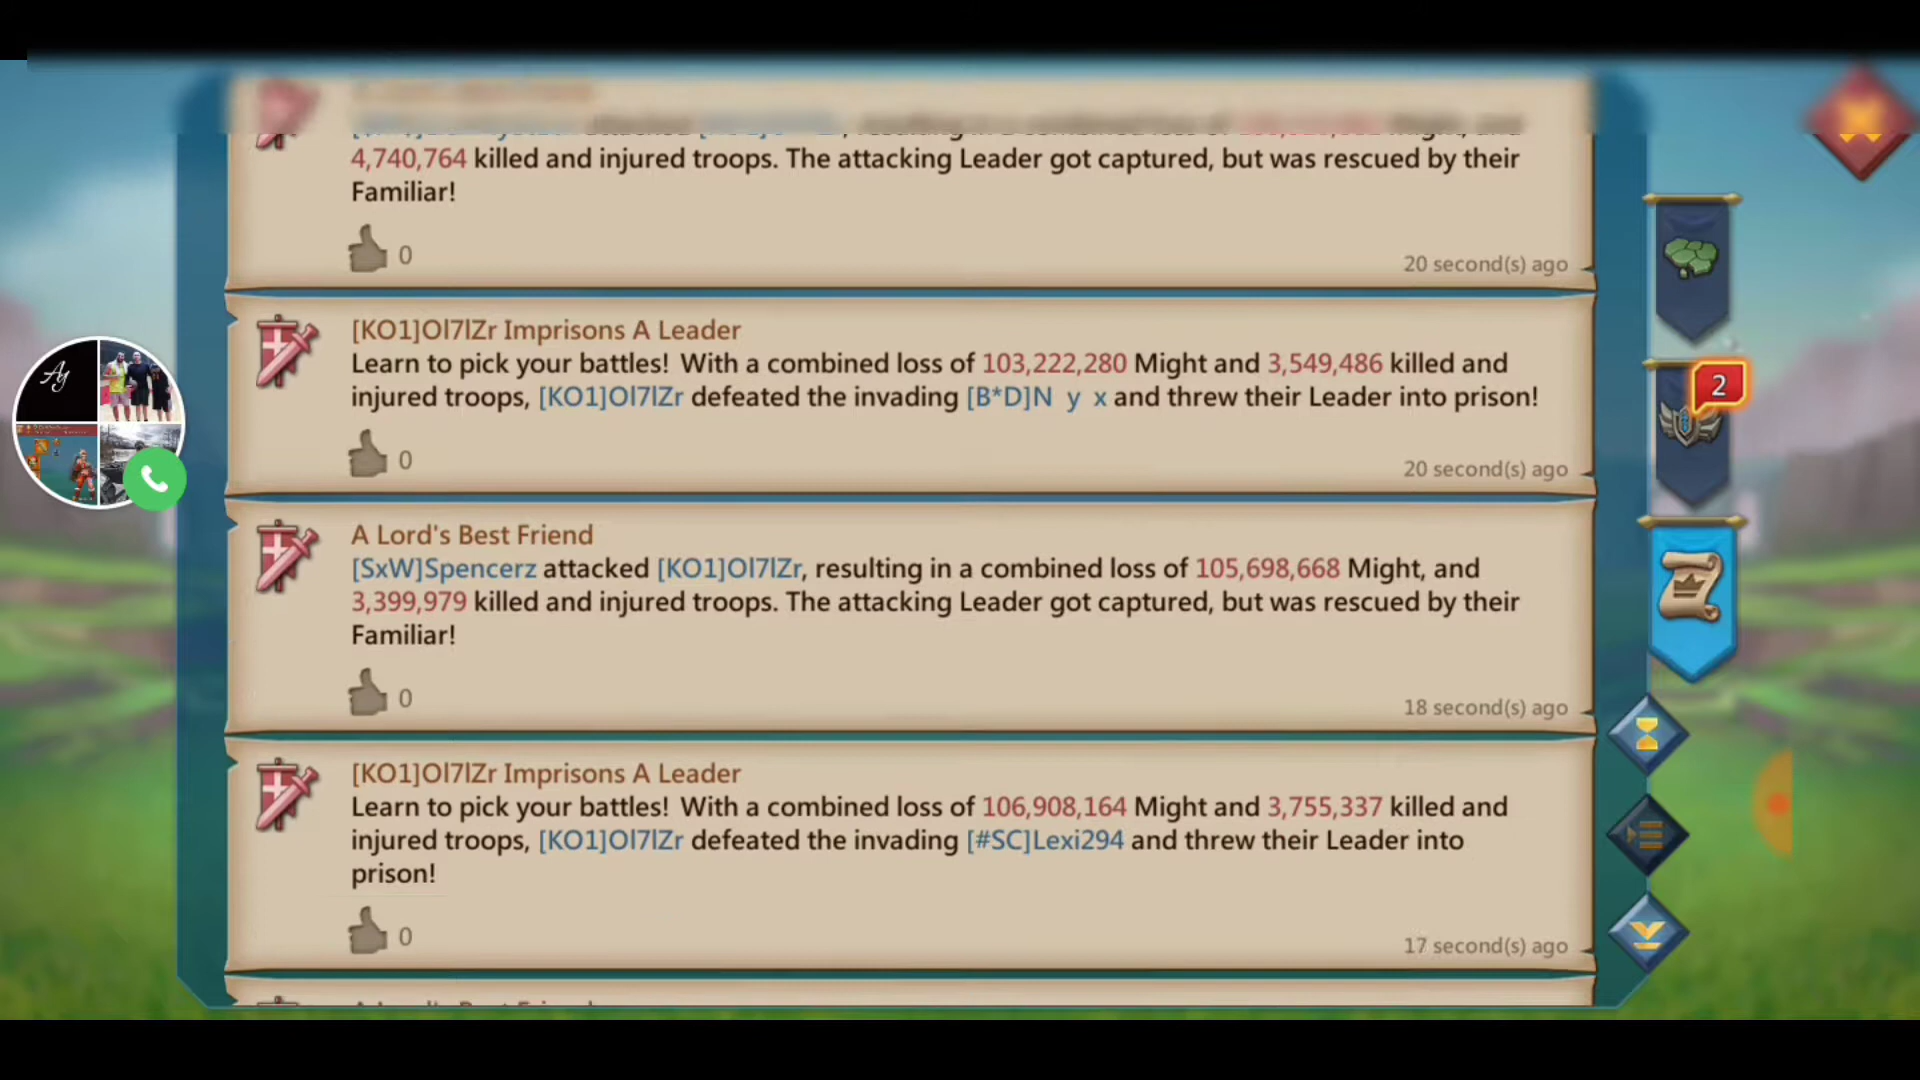 4,740,764 killed and injured troops. The attacking Leader got captured, but was rescued by their
Familiar!
0
20 second(s) ago
[KO1]Ol7lZr Imprisons A Leader
Learn to pick your battles! With a combined loss of 103,222,280 Might and 3,549,486 killed and
injured troops, [KO1]Ol7lZr defeated the invading [B*D]N y x and threw their Leader into prison!
0
20 second(s) ago
2
A Lord's Best Friend
[SxW]Spencerz attacked [KO1]Ol7lZr, resulting in a combined loss of 105,698,668 Might, and
3,399,979 killed and injured troops. The attacking Leader got captured, but was rescued by their
Familiar!
0
18 second(s) ago
[KO1]Ol7lZr Imprisons A Leader
Learn to pick your battles! With a combined loss of 106,908,164 Might and 3,755,337 killed and
injured troops, [KO1]Ol7lZr defeated the invading [#SC]Lexi294 and threw their Leader into
prison!
0
17 second(s) ago